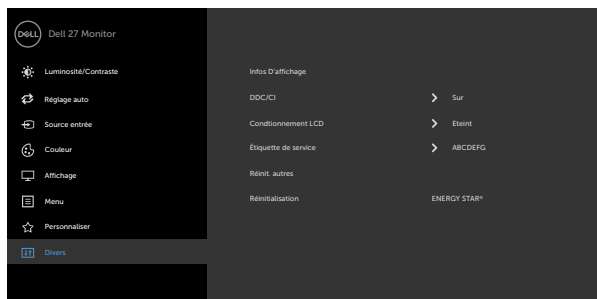 DELL Dell 27 Monitor
Luminosité/Contraste
Réglage auto
Source entrée
Couleur
Affichage
Menu
Personnaliser
Divers
Infos D'affichage
DDC/CI > Sur
Condtionnement LCD > Eteint
Étiquette de service > ABCDEFG
Réinit. autres
Réinitialisation ENERGY STAR®